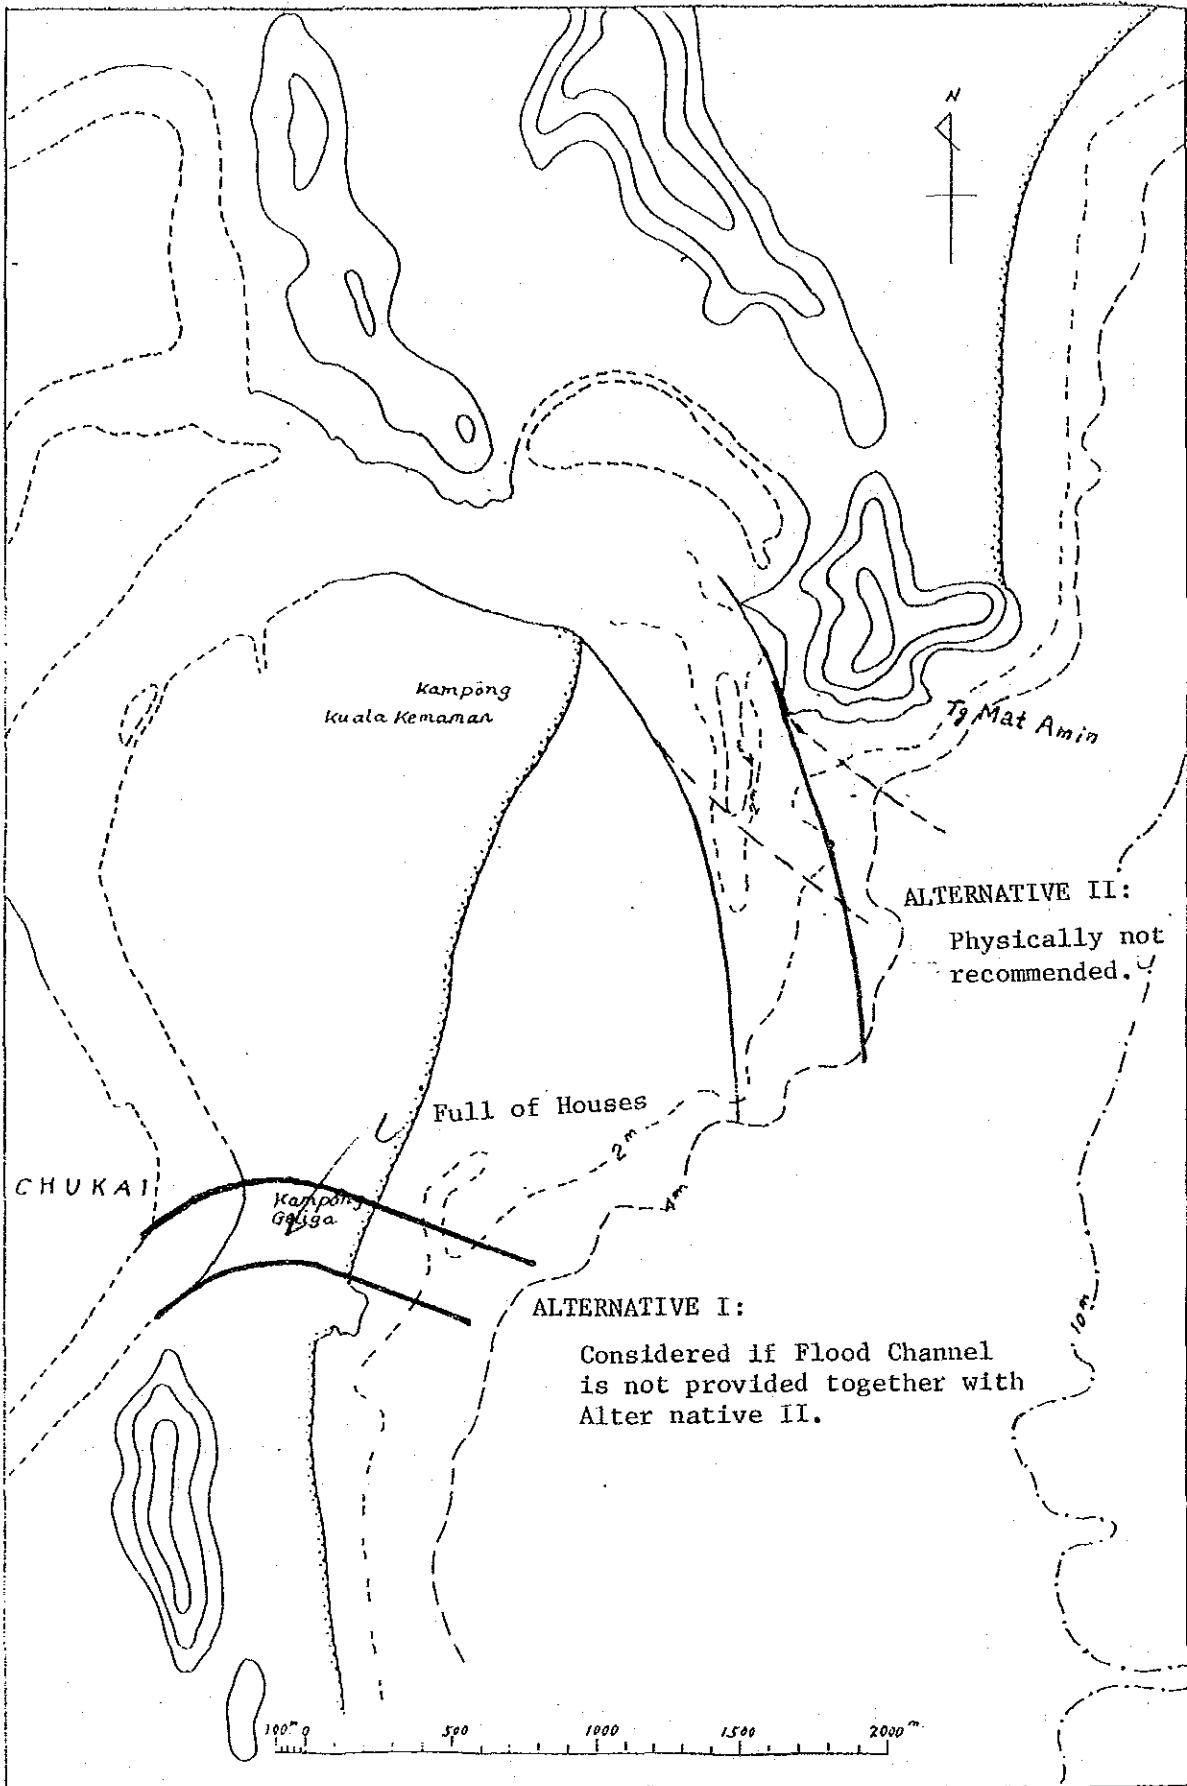 N
Kampong
Kuala Kemaman
Tg Mat Amin
2m
ALTERNATIVE II:
Physically not
recommended.
Full of Houses
2m
4m
CHUKAI
Kampong
Geliga
ALTERNATIVE I:
Considered if Flood Channel
is not provided together with
Alter native II.
10m
100m 0 500 1000 1500 2000m